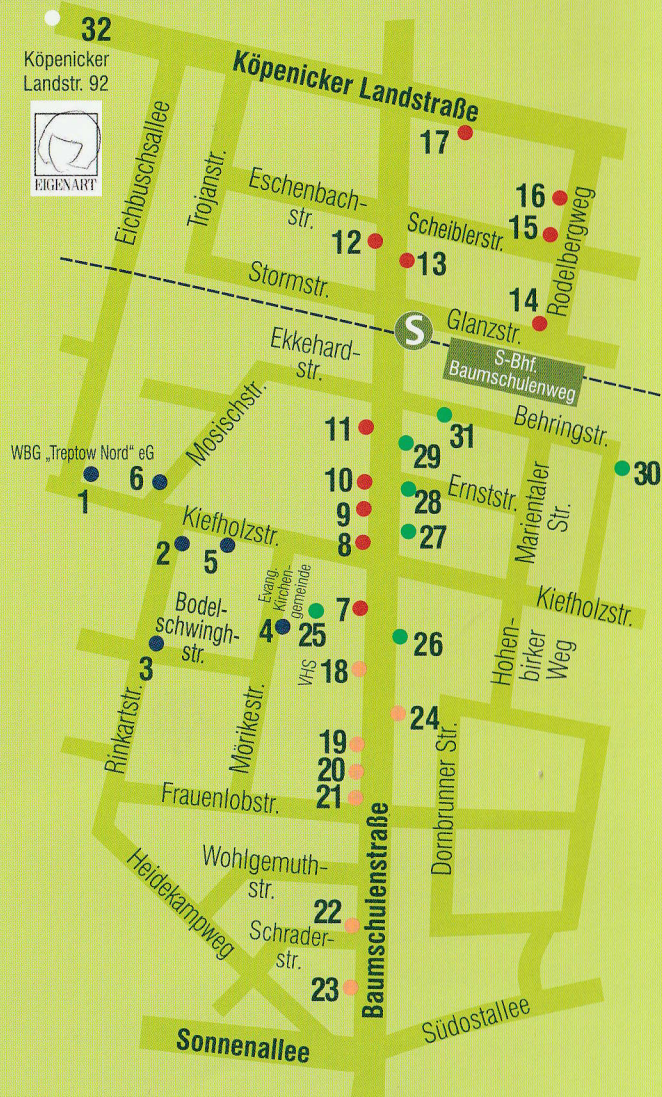 32
Köpenicker
Landstr. 92
EIGENART
Köpenicker Landstraße
17
Eichbuschsallee
Trojanstr.
Eschenbach-
str.
Scheiblerstr.
16
15
Rodelbergweg
12
13
Stormstr.
14
Glanzstr.
S
S-Bhf.
Baumschulenweg
Ekkehard-
str.
Mosischstr.
11
31
29
Behringstr.
30
WBG „Treptow Nord" eG
1
6
10
9
8
28
27
Ernststr.
Marientaler
Str.
Kiefholzstr.
2
5
Evang.
Kirchen-
gemeinde
7
Kiefholzstr.
Bodel-
schwingh-
str.
4
25
26
3
VHS
18
Hohen-
birker
Weg
Rinkartstr.
Mörikestr.
24
19
20
21
Dornbrunner Str.
Frauenlobstr.
Baumschulenstraße
Wohlgemuth-
str.
Heidekampweg
22
Schrader-
str.
23
Sonnenallee
Südostallee